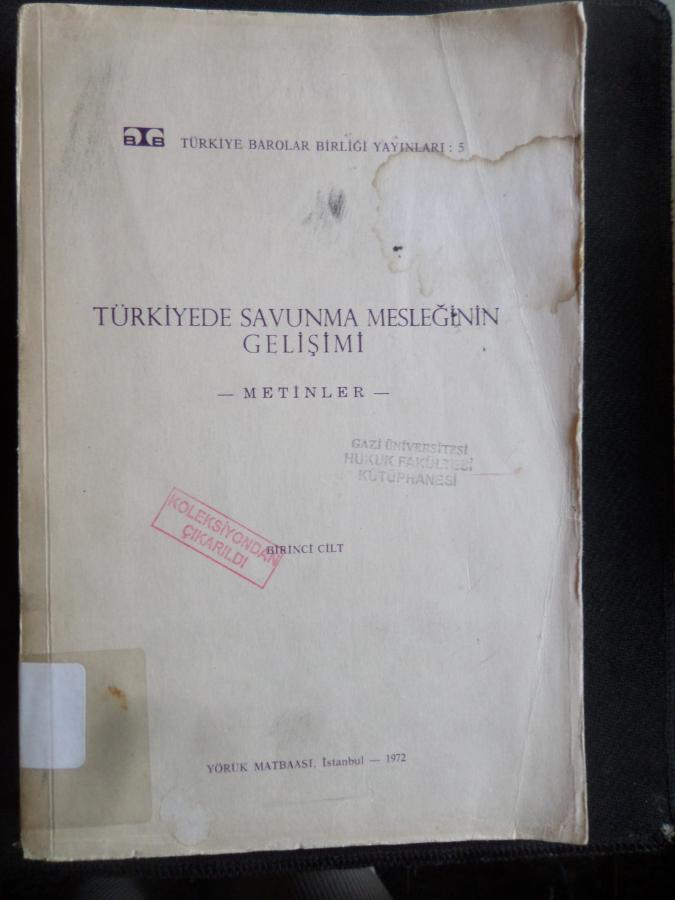 BB TÜRKİYE BAROLAR BİRLİĞİ YAYINLARI : 5
TÜRKİYEDE SAVUNMA MESLEĞİNİN
GELİŞİMİ
— METİNLER —
GAZİ ÜNİVERSİTESİ
HUKUK FAKÜLTESİ
KÜTÜPHANESİ
KOLEKSİYONDAN
ÇIKARILDI
BİRİNCİ CİLT
YÖRÜK MATBAASI, İstanbul — 1972